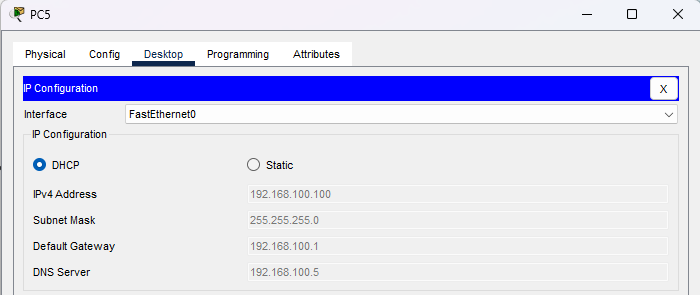 PC5
Physical Config Desktop Programming Attributes
IP Configuration X
Interface FastEthernet0
IP Configuration
DHCP Static
IPv4 Address 192.168.100.100
Subnet Mask 255.255.255.0
Default Gateway 192.168.100.1
DNS Server 192.168.100.5